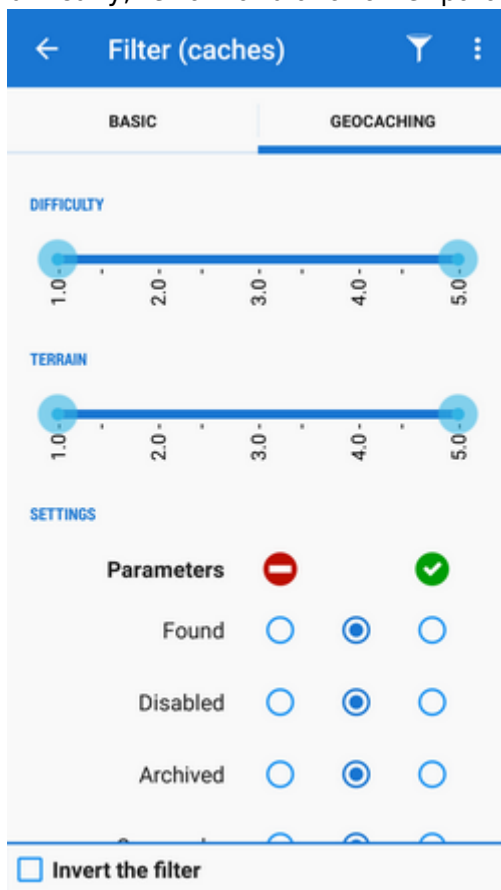 Filter (caches)
BASIC GEOCACHING
DIFFICULTY
1.0- - 2.0- - 3.0- - 4.0- - 5.0-
TERRAIN
1.0- - 2.0- - 3.0- - 4.0- - 5.0-
SETTINGS
Parameters
Found
Disabled
Archived
Invert the filter